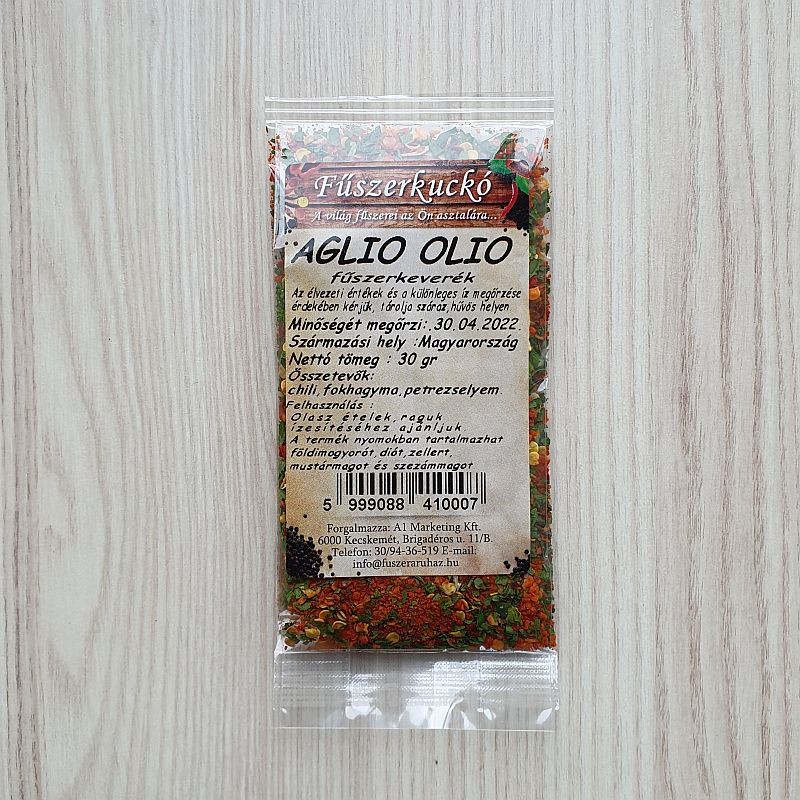 Fűszerkuckó
A világ fűszerei az Ön asztalára...
AGLIO OLIO
fűszerkeverék
Az élvezeti értékek és a különleges íz megőrzése
érdekében kérjük, tárolja száraz,hűvös helyen.
Minőségét megőrzi:.30.04.2022.
Származási hely :Magyarország
Nettó tömeg : 30 gr
Összetevők:
chili,fokhagyma,petrezselyem.
Felhasználás :
Olasz ételek,raguk
ízesítéséhez ajánljuk.
A termék nyomokban tartalmazhat
földimogyorót,diót,zellert,
mustármagot és szezámmagot
5 999088 410007
Forgalmazza: A1 Marketing Kft.
6000 Kecskemét, Brigadéros u. 11/B.
Telefon: 30/94-36-519 E-mail:
info@fuszeraruhaz.hu